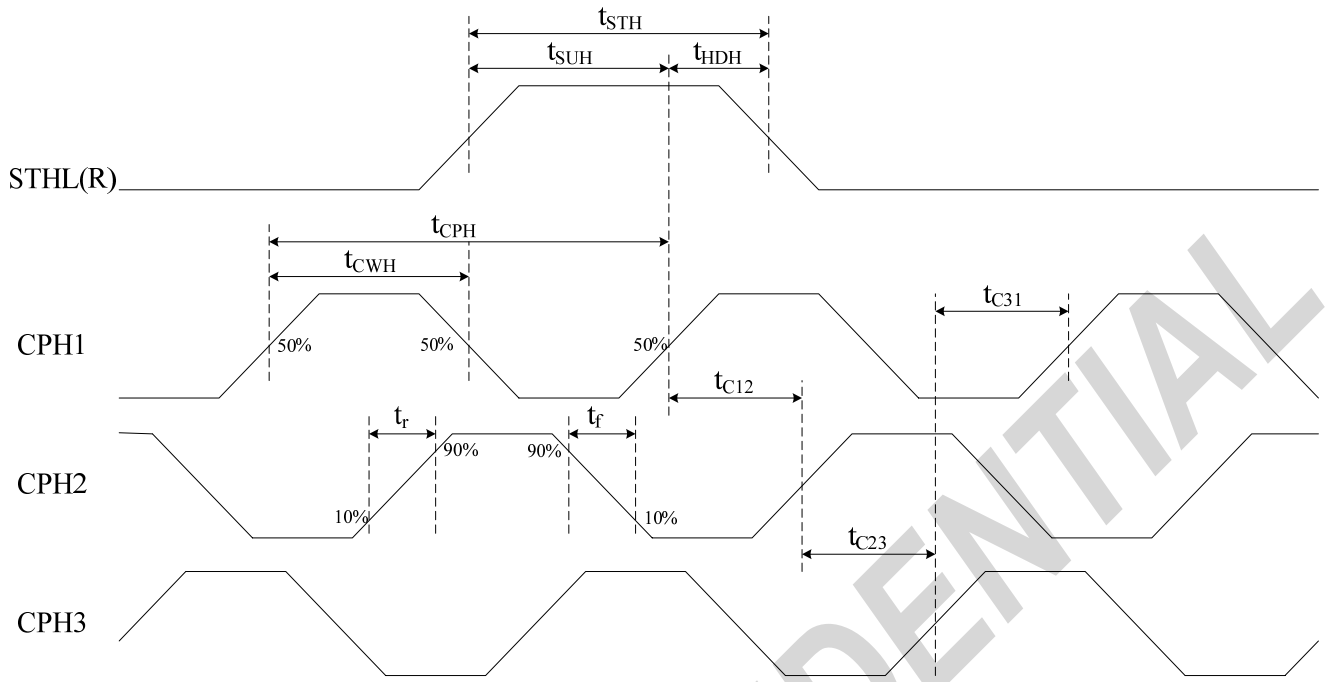 tSTH
tSUH tHDH
STHL(R)
tCPH
tCWH
tC31
CPH1
50% 50% 50%
tC12
tr tf
90% 90%
CPH2
10% 10%
tC23
CPH3
DENTIAL